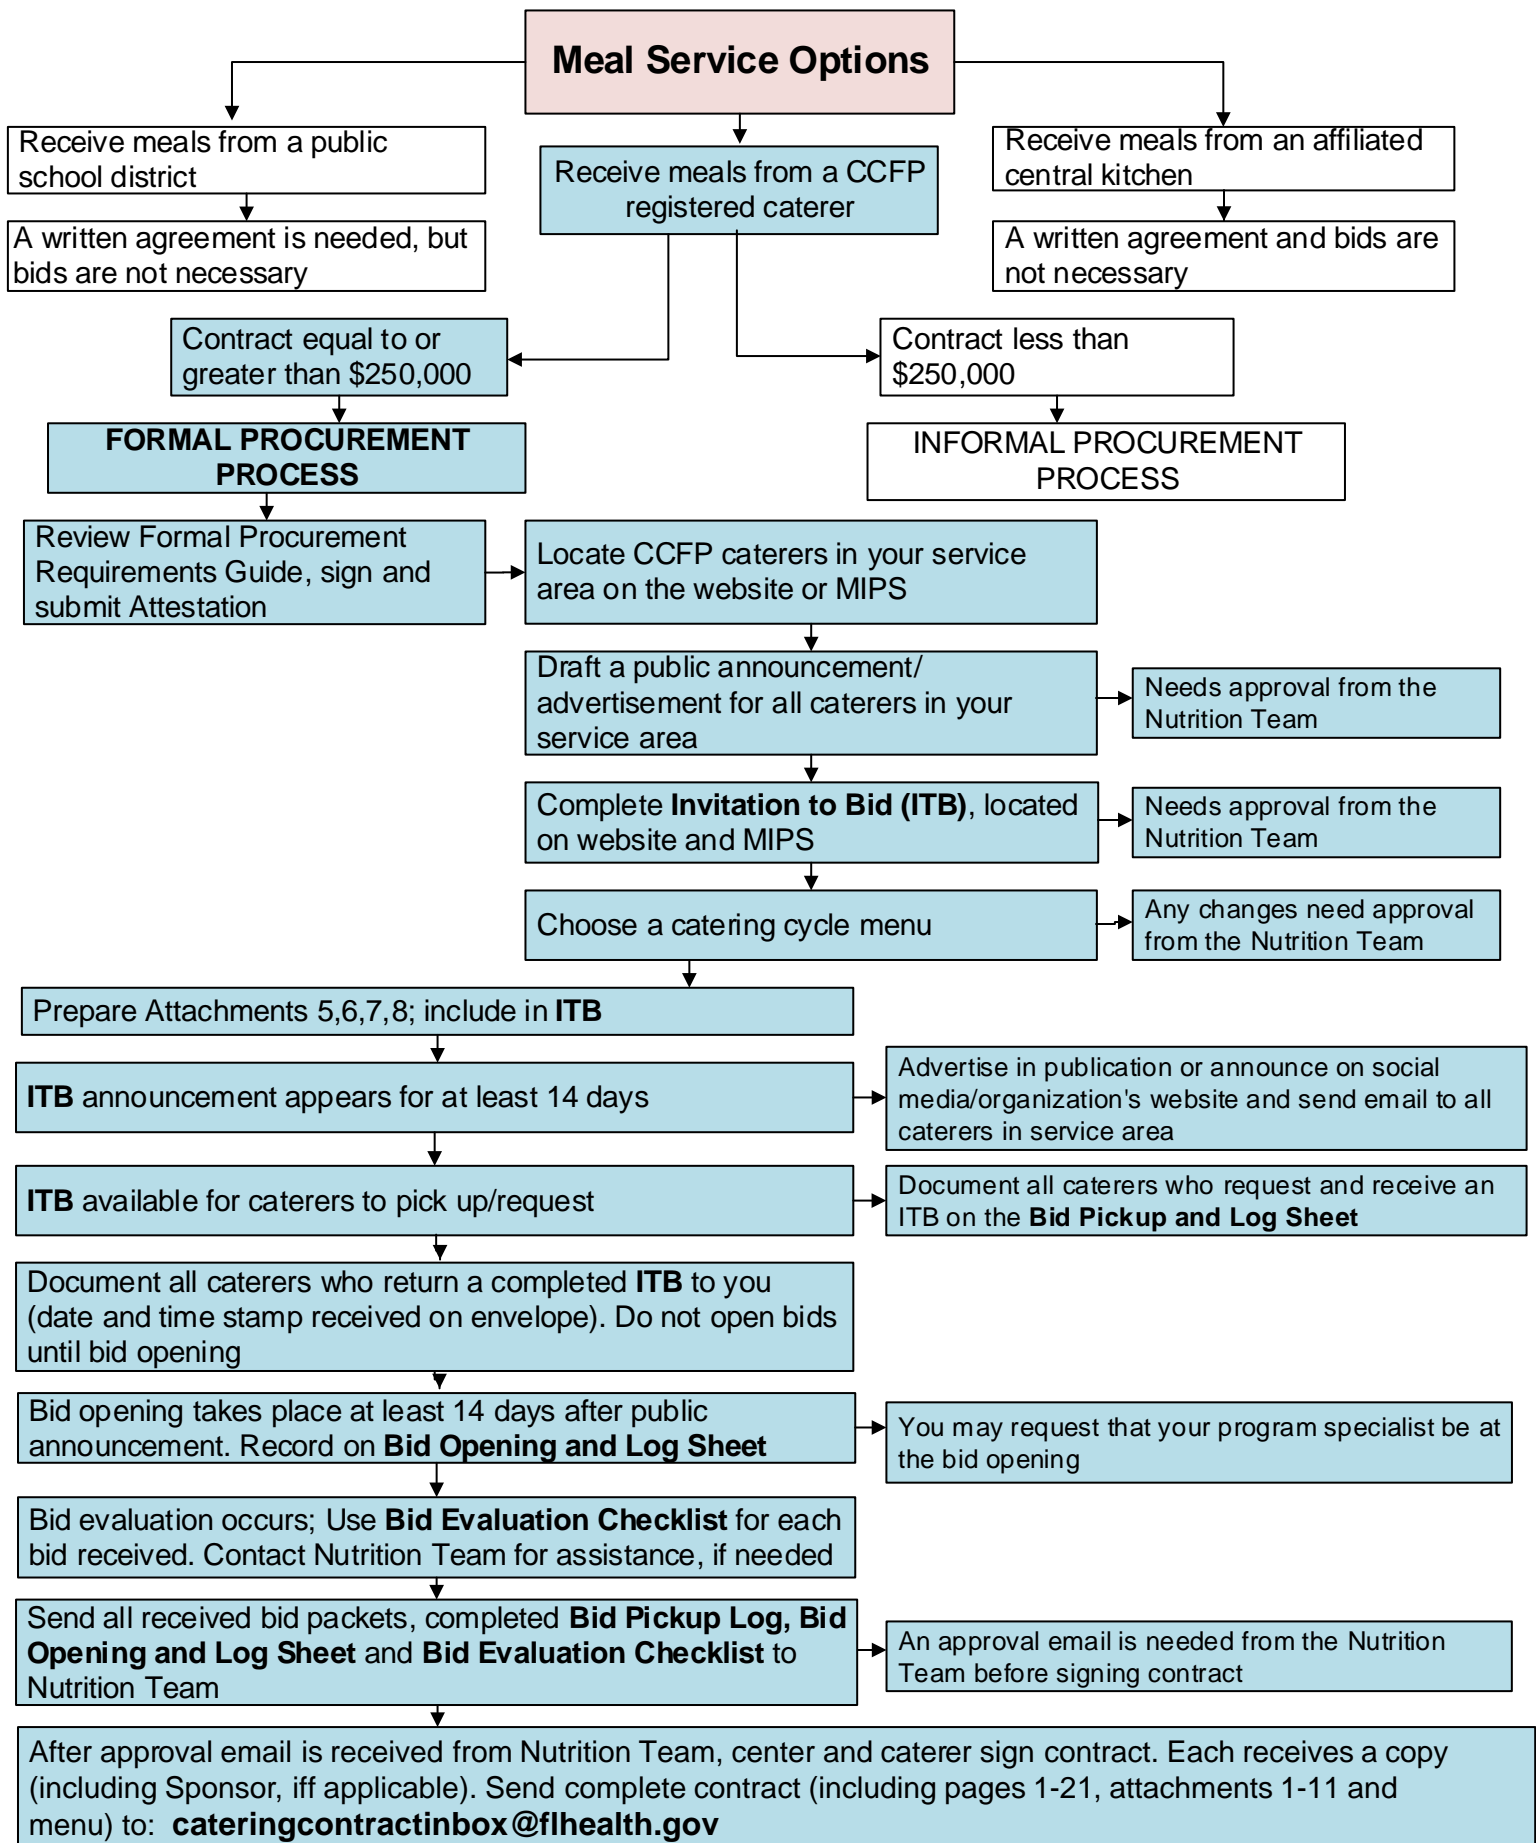 Meal Service Options
Receive meals from a public
school district
Receive meals from a CCFP
registered caterer
Receive meals from an affiliated
central kitchen
A written agreement is needed, but
bids are not necessary
A written agreement and bids are
not necessary
Contract equal to or
greater than $250,000
Contract less than
$250,000
FORMAL PROCUREMENT
PROCESS
INFORMAL PROCUREMENT
PROCESS
Review Formal Procurement
Requirements Guide, sign and
submit Attestation
Locate CCFP caterers in your service
area on the website or MIPS
Draft a public announcement/
advertisement for all caterers in your
service area
Needs approval from the
Nutrition Team
Complete Invitation to Bid (ITB), located
on website and MIPS
Needs approval from the
Nutrition Team
Choose a catering cycle menu
Any changes need approval
from the Nutrition Team
Prepare Attachments 5,6,7,8; include in ITB
ITB announcement appears for at least 14 days
Advertise in publication or announce on social
media/organization's website and send email to all
caterers in service area
ITB available for caterers to pick up/request
Document all caterers who request and receive an
ITB on the Bid Pickup and Log Sheet
Document all caterers who return a completed ITB to you
(date and time stamp received on envelope). Do not open bids
until bid opening
Bid opening takes place at least 14 days after public
announcement. Record on Bid Opening and Log Sheet
You may request that your program specialist be at
the bid opening
Bid evaluation occurs; Use Bid Evaluation Checklist for each
bid received. Contact Nutrition Team for assistance, if needed
Send all received bid packets, completed Bid Pickup Log, Bid
Opening and Log Sheet and Bid Evaluation Checklist to
Nutrition Team
An approval email is needed from the Nutrition
Team before signing contract
After approval email is received from Nutrition Team, center and caterer sign contract. Each receives a copy
(including Sponsor, iff applicable). Send complete contract (including pages 1-21, attachments 1-11 and
menu) to: cateringcontractinbox@flhealth.gov